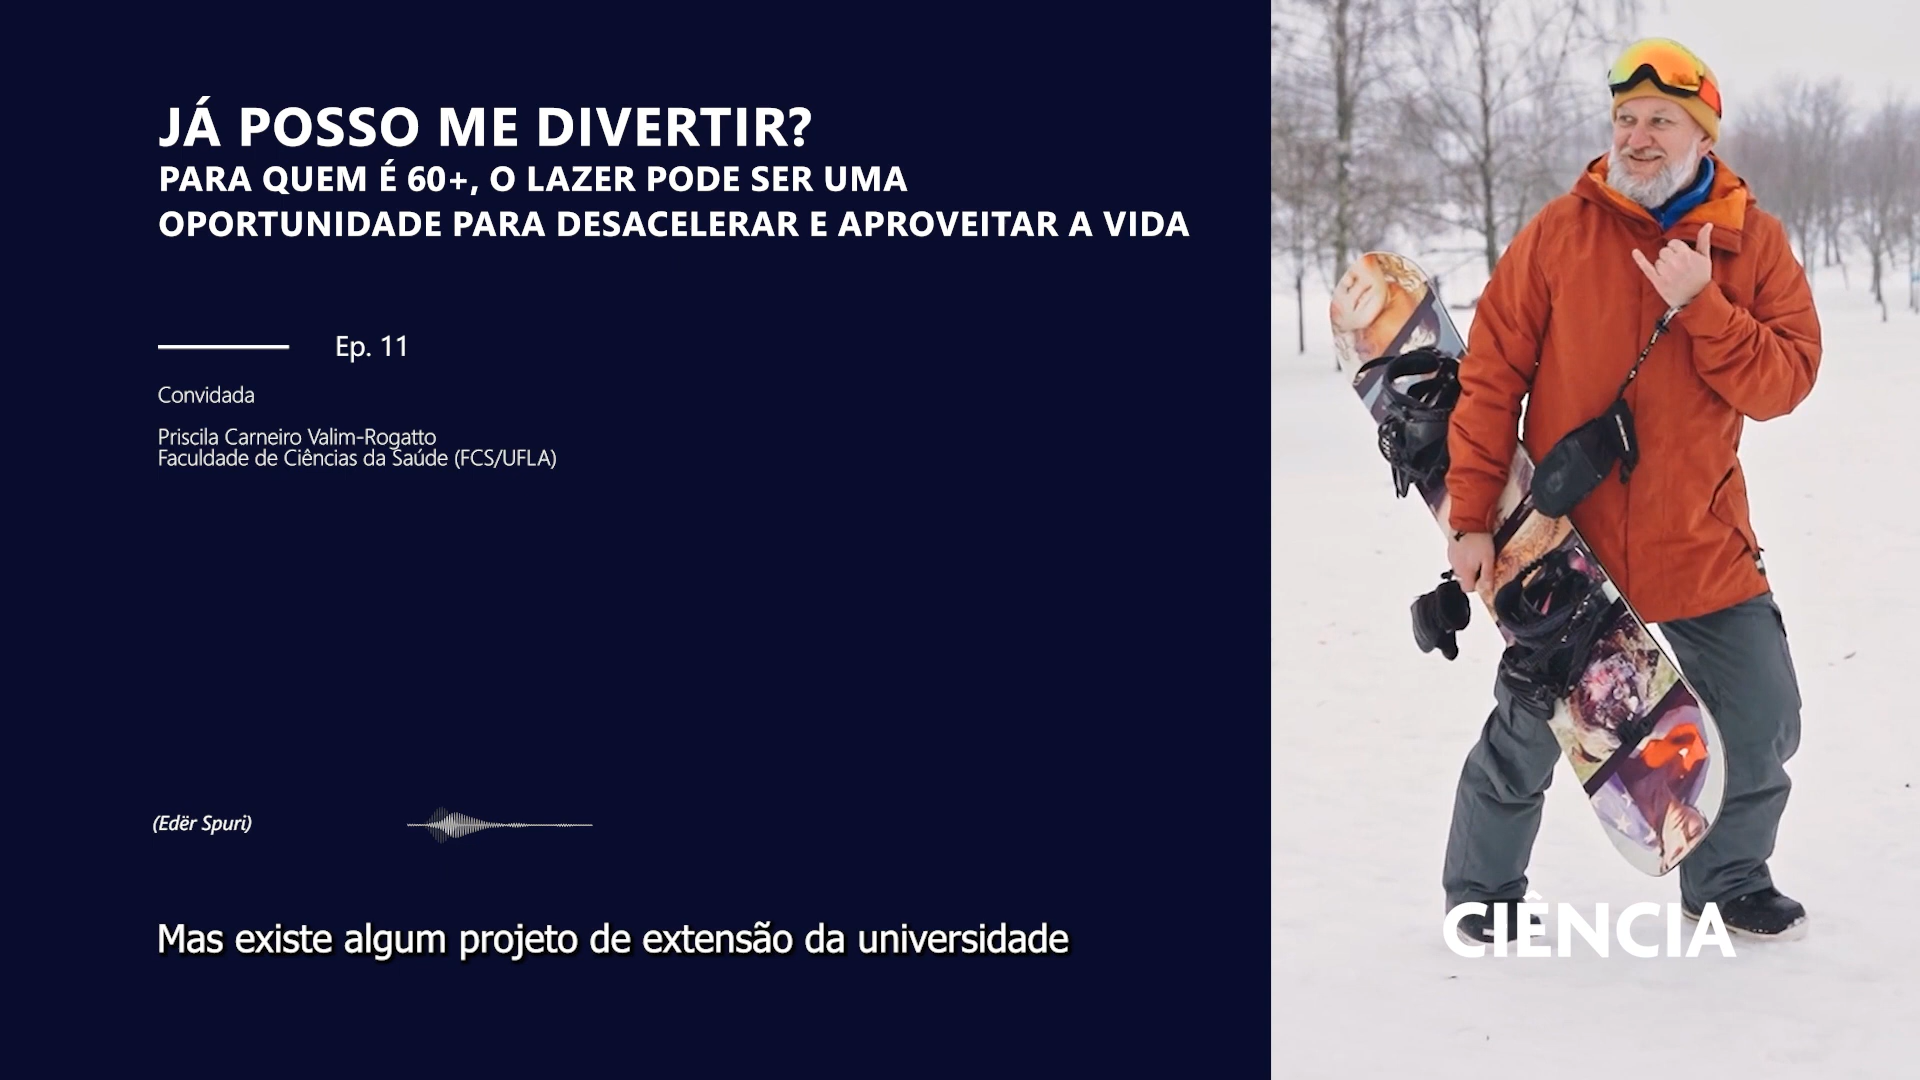 JÁ POSSO ME DIVERTIR?
PARA QUEM É 60+, O LAZER PODE SER UMA
OPORTUNIDADE PARA DESACELERAR E APROVEITAR A VIDA
Ep. 11
Convidada
Priscila Carneiro Valim-Rogatto
Faculdade de Ciências da Saúde (FCS/UFLA)
(Edër Spuri)
Mas existe algum projeto de extensão da universidade
CIÊNCIA